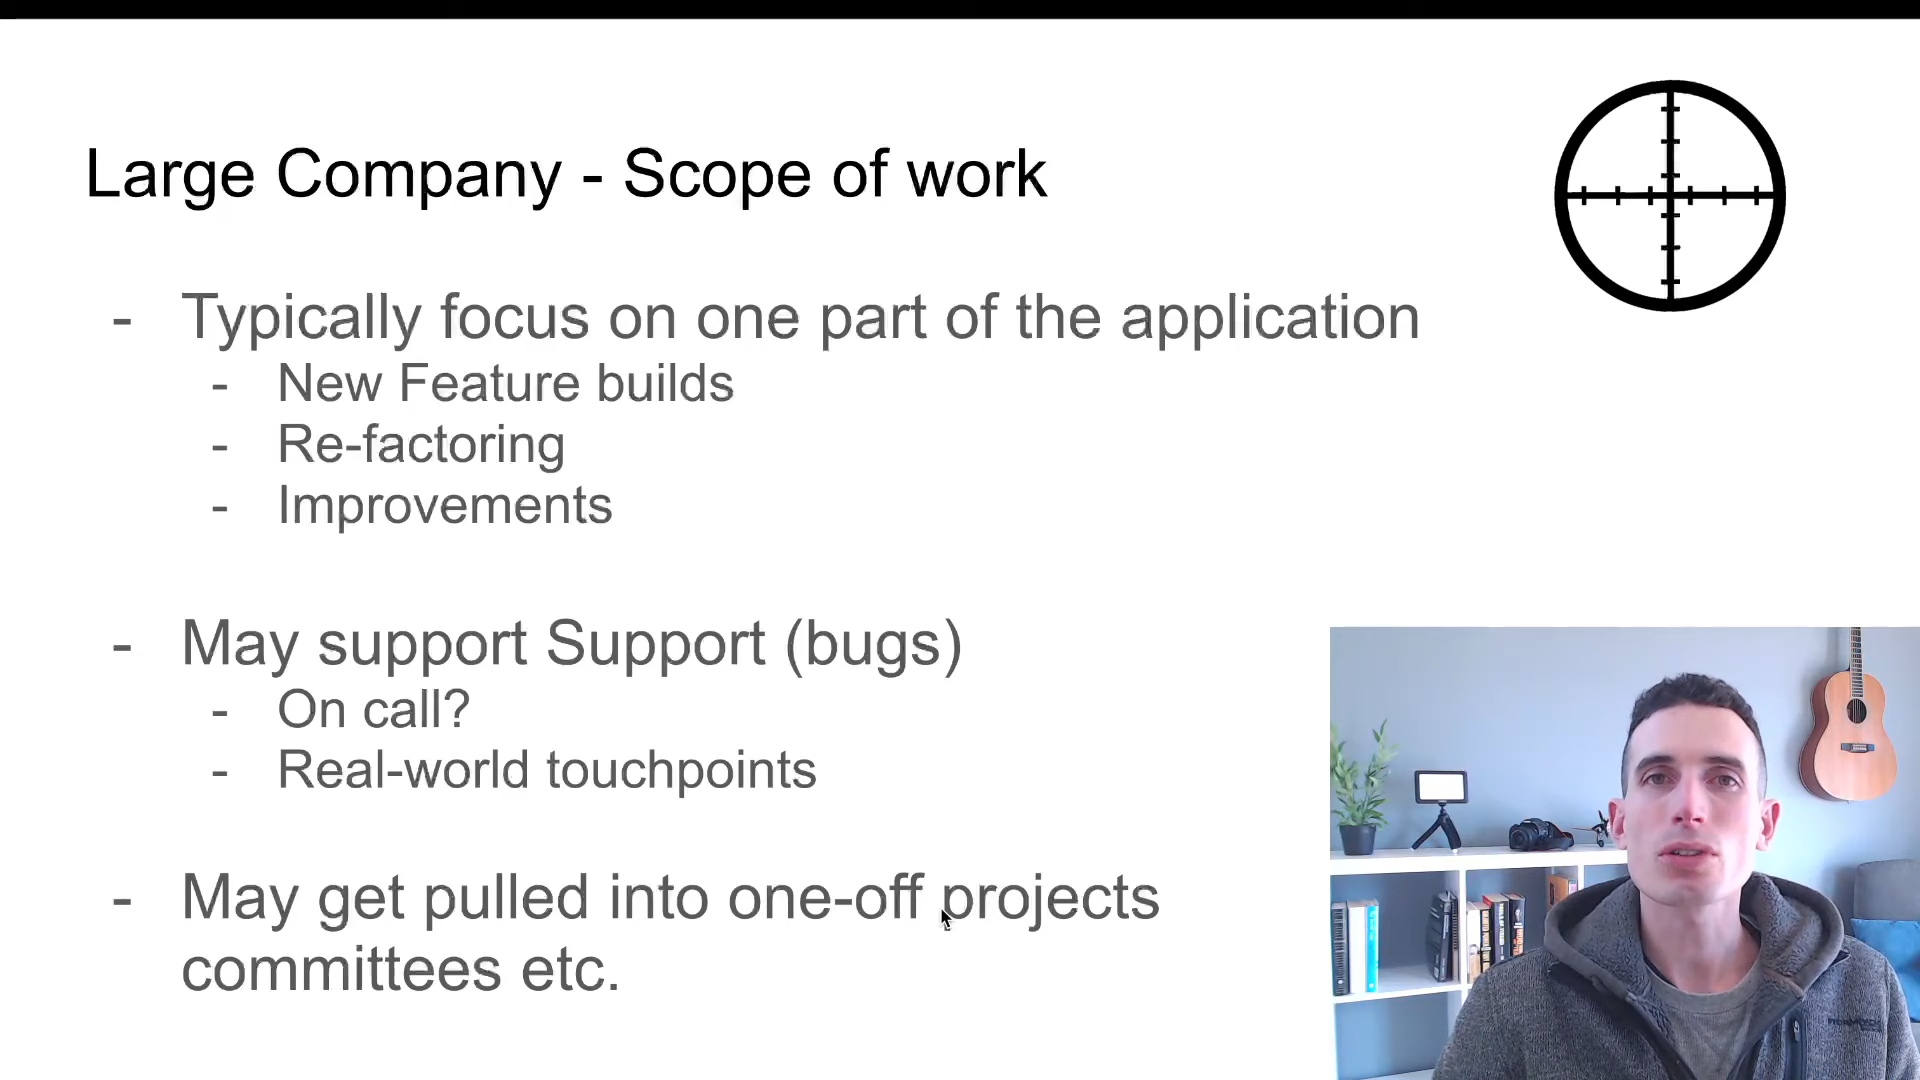 Large Company - Scope of work
- Typically focus on one part of the application
- New Feature builds
- Re-factoring
- Improvements
- May support Support (bugs)
- On call?
- Real-world touchpoints
- May get pulled into one-off projects
committees etc.